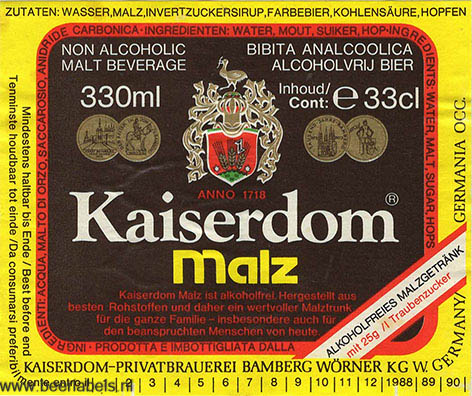 ZUTATEN: WASSER,MALZ,INVERTZUCKERSIRUP,FARBEBIER,KOHLENSÄURE,HOPFEN
INGREDIENTI: ACQUA, MALTO DI ORZO, SACCAROSIO, ANIDRIDE CARBONICA·INGREDIENTEN: WATER, MOUT, SUIKER, HOP-INGREDIENTS: WATER, MALT, SUGAR, HOPS
NON ALCOHOLIC
MALT BEVERAGE
BIBITA ANALCOOLICA
ALCOHOLVRIJ BIER
330ml
Inhoud/
Cont: e 33cl
ANNO 1718
Kaiserdom®
Malz
Kaiserdom Malz ist alkoholfrei. Hergestellt aus
besten Rohstoffen und daher ein wertvoller Malztrunk
für die ganze Familie – insbesondere auch für
den beanspruchten Menschen von heute.
· PRODOTTA E IMBOTTIGLIATA DALLA
ALKOHOLFREIES MALZGETRÄNK
mit 25g /l Traubenzucker
Mindestens haltbar bis Ende / Best before end
Tenminste houdbaar tot einde /Da consumarsi preferibil
GERMANY/ GERMANIA OCC.
KAISERDOM-PRIVATBRAUEREI BAMBERG WÖRNER KG W.
1 | 2 | 3 | 4 | 5 | 6 | 7 | 8 | 9 | 10 | 11 | 12 | 1988 | 89 | 90 |
www.beerlabels.nl